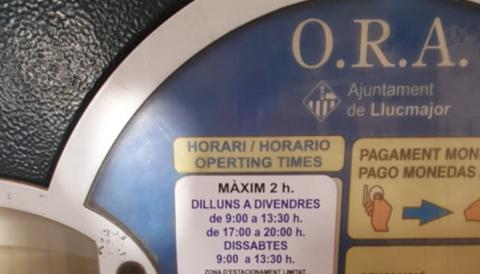 O.R.A.
Ajuntament
de Llucmajor
HORARI / HORARIO
OPERTING TIMES
MÀXIM 2 h.
DILLUNS A DIVENDRES
de 9:00 a 13:30 h.
de 17:00 a 20:00 h.
DISSABTES
9:00 a 13:30 h.
ZONA D'ESTACIONAMENT LIMITAT
PAGAMENT MON
PAGO MONEDAS